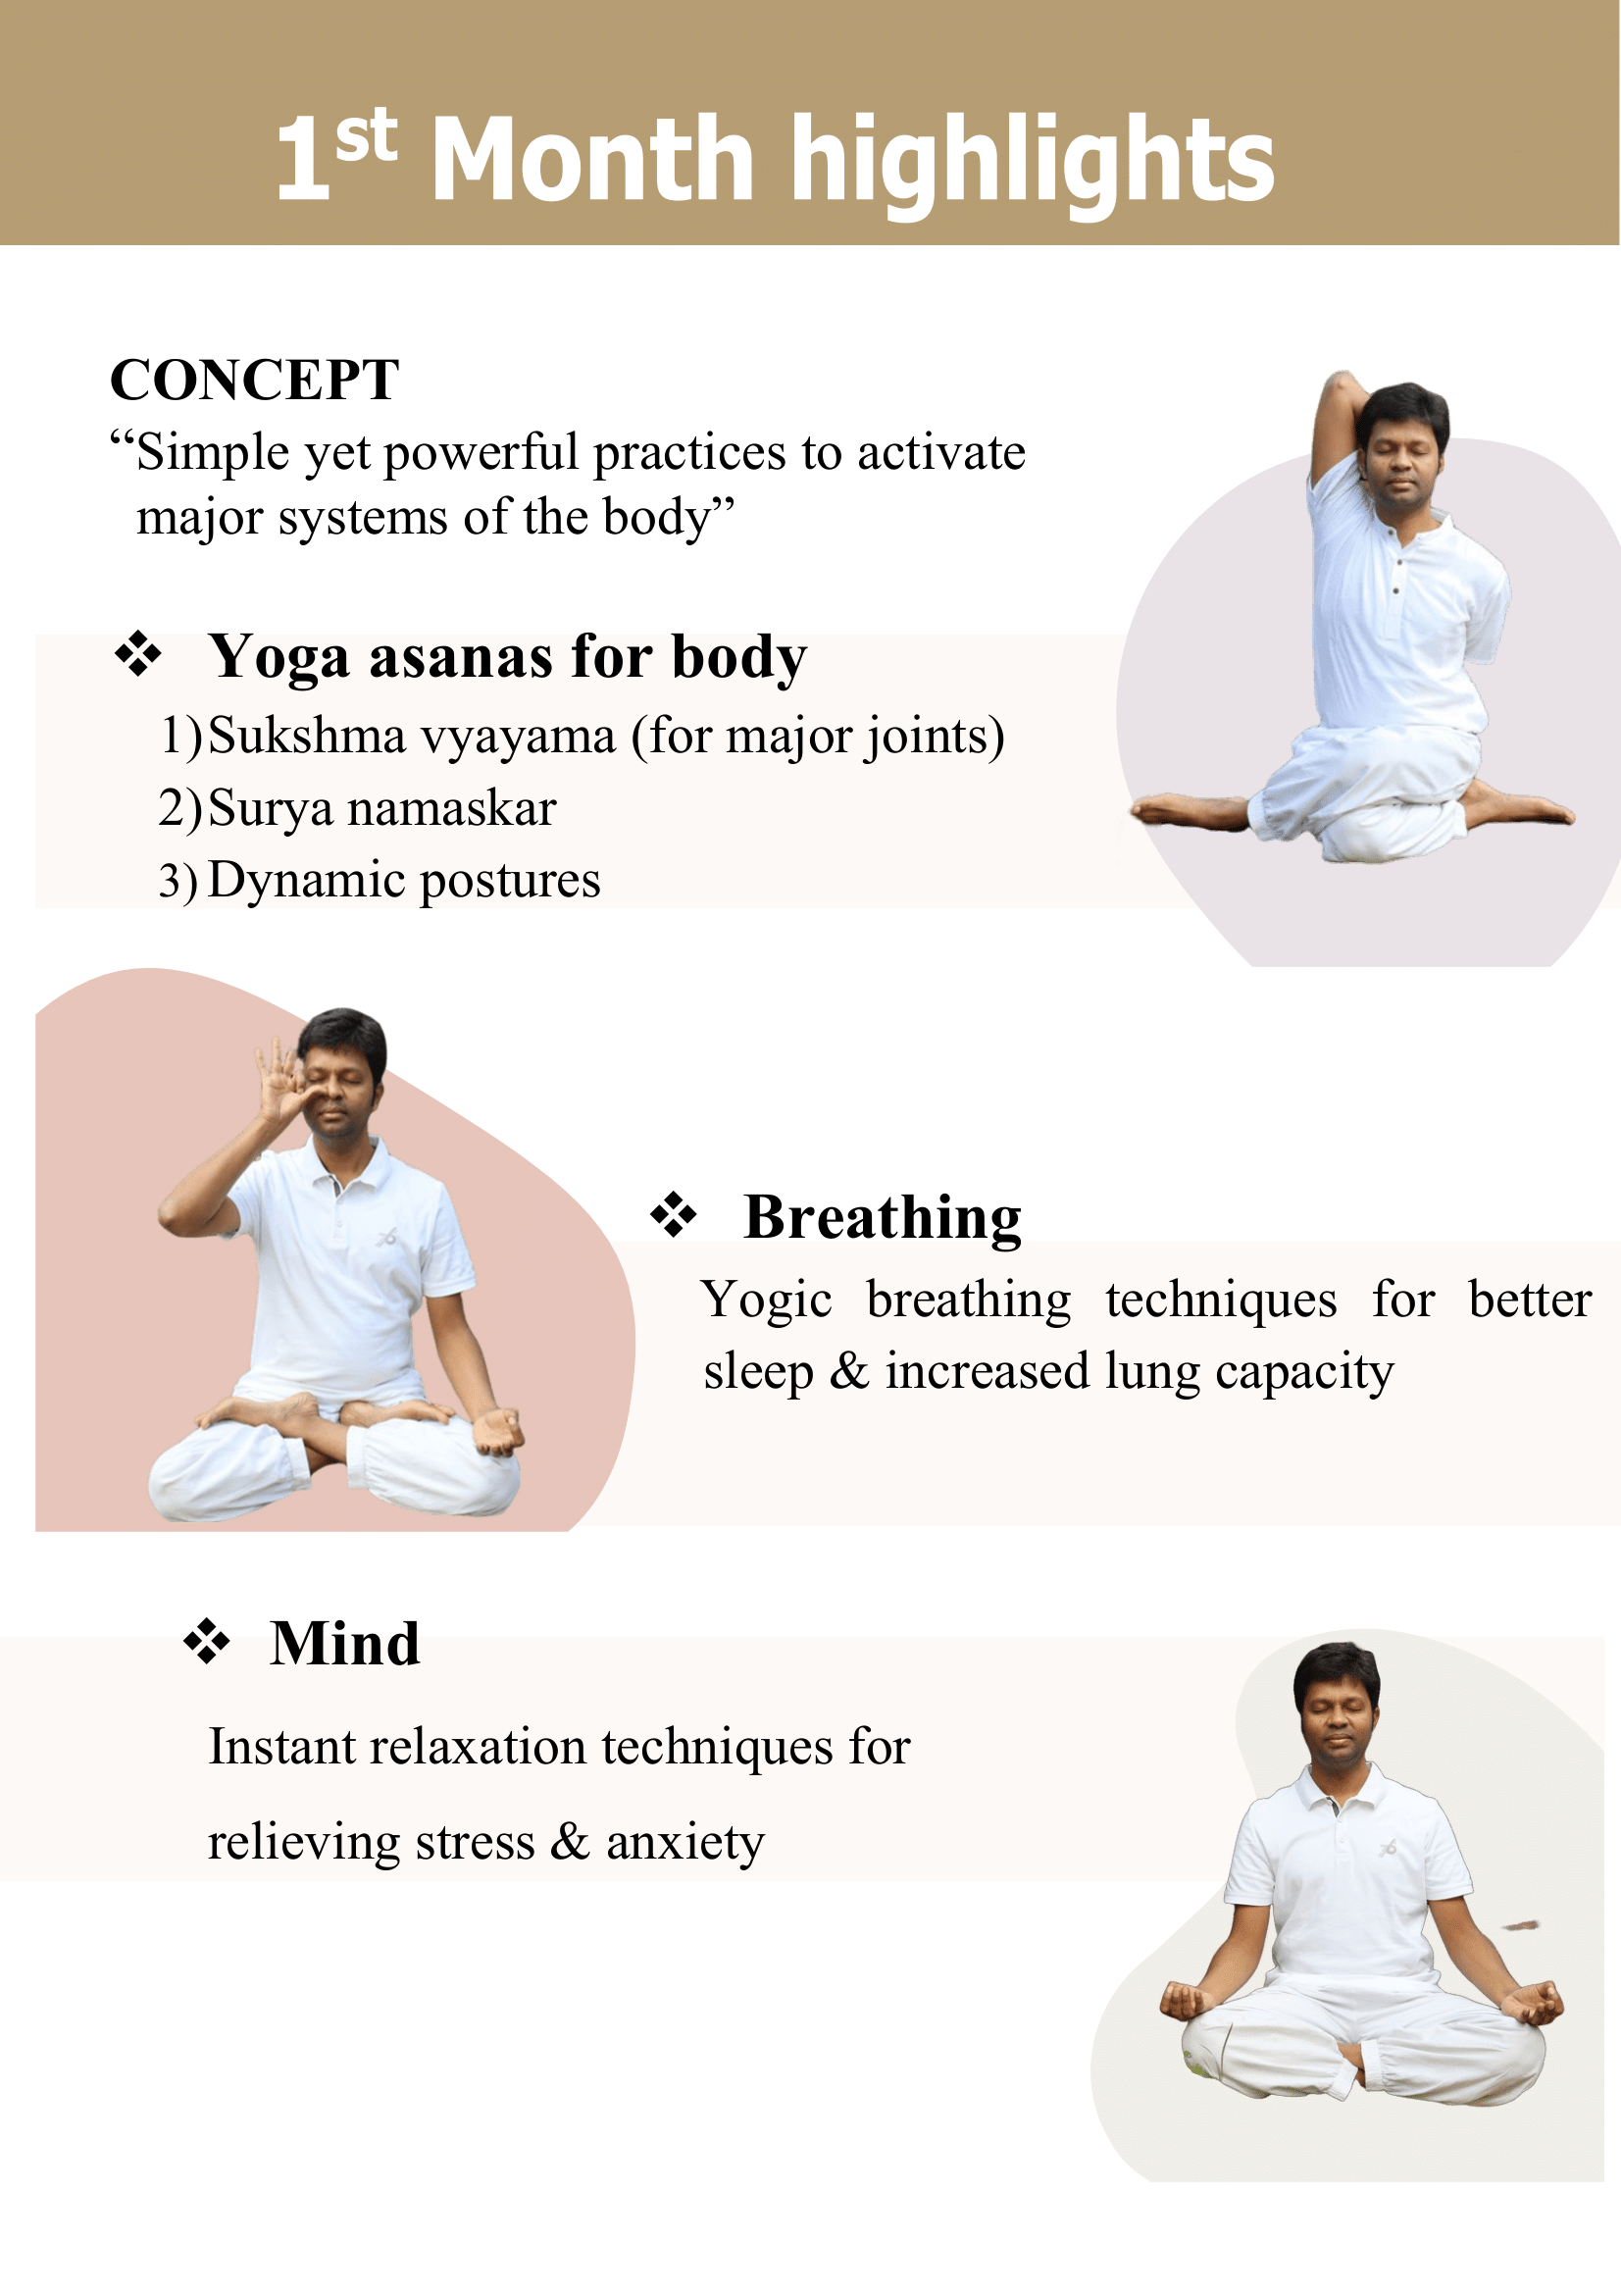 1st Month highlights
CONCEPT
“Simple yet powerful practices to activate
major systems of the body”
❖ Yoga asanas for body
1) Sukshma vyayama (for major joints)
2) Surya namaskar
3) Dynamic postures
❖ Breathing
Yogic breathing techniques for better
sleep & increased lung capacity
❖ Mind
Instant relaxation techniques for
relieving stress & anxiety